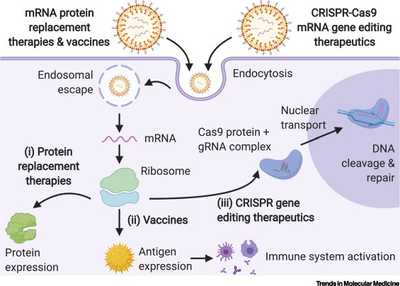 mRNA protein
replacement
therapies & vaccines
CRISPR-Cas9
mRNA gene editing
therapeutics
Endosomal
escape
Endocytosis
mRNA
Cas9 protein +
gRNA complex
Nuclear
transport
DNA
cleavage &
repair
(i) Protein
replacement
therapies
Ribosome
(ii) Vaccines
(iii) CRISPR gene
editing therapeutics
Protein
expression
Antigen
expression
Immune system activation
Trends in Molecular Medicine